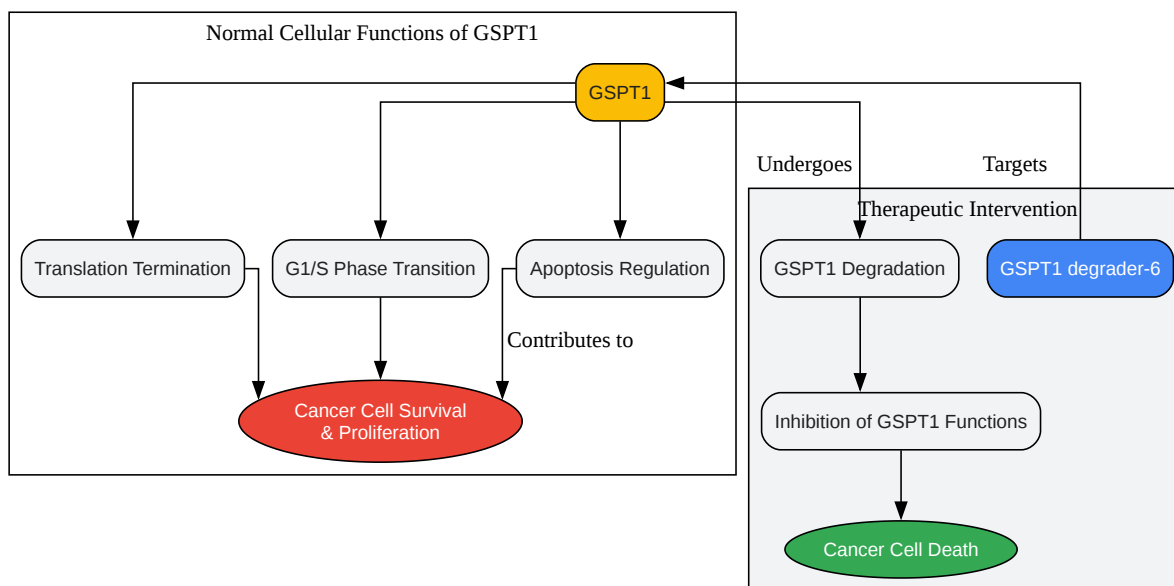 Normal Cellular Functions of GSPT1
GSPT1
Undergoes
Targets
Therapeutic Intervention
Translation Termination
G1/S Phase Transition
Apoptosis Regulation
GSPT1 Degradation
GSPT1 degrader-6
Contributes to
Cancer Cell Survival
& Proliferation
Inhibition of GSPT1 Functions
Cancer Cell Death